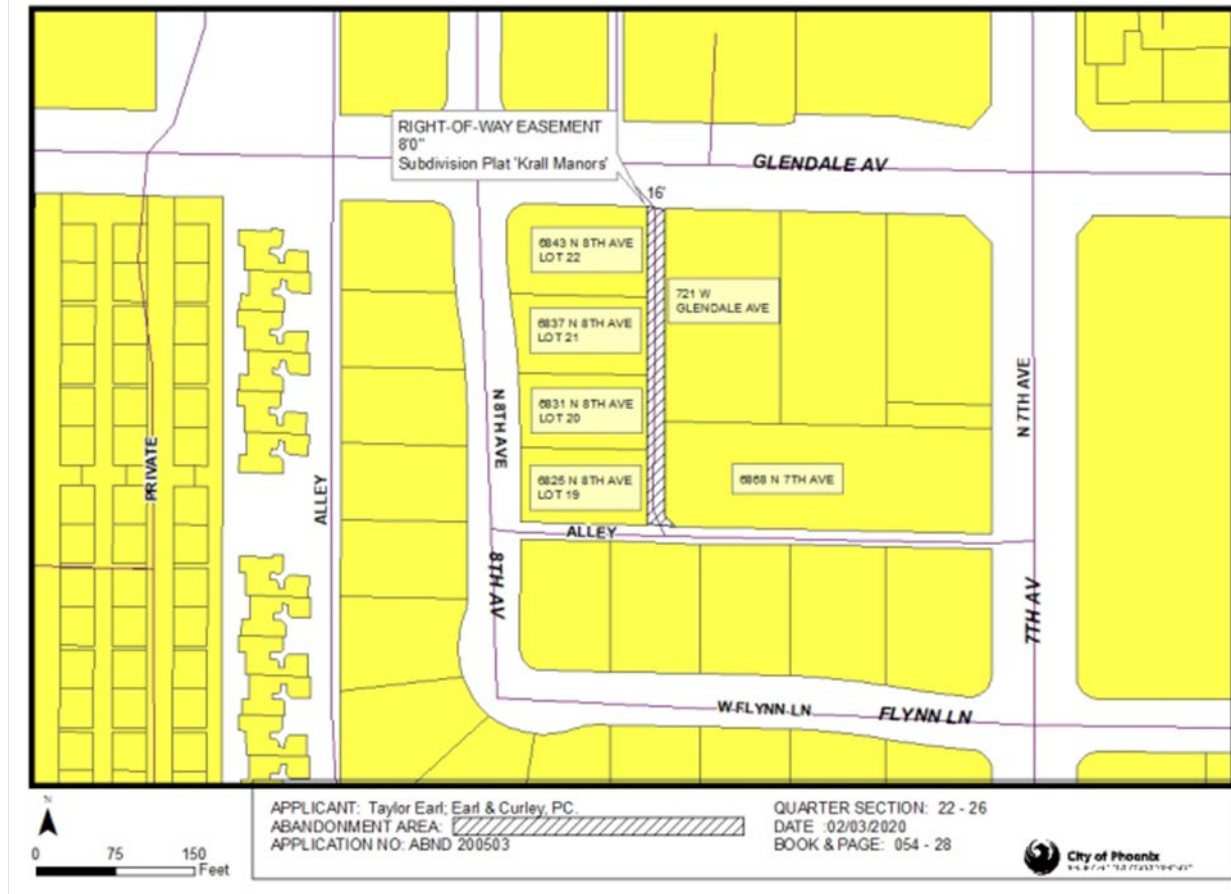 RIGHT-OF-WAY EASEMENT
8'0"
Subdivision Plat 'Krall Manors'
GLENDALE AV
16'
6843 N 8TH AVE
LOT 22
721 W
GLENDALE AVE
6837 N 8TH AVE
LOT 21
N 8TH AVE
N 7TH AVE
6831 N 8TH AVE
LOT 20
PRIVATE
ALLEY
6825 N 8TH AVE
LOT 19
6868 N 7TH AVE
ALLEY
8TH AV
7TH AV
W FLYNN LN
FLYNN LN
N
0 75 150
Feet
APPLICANT: Taylor Earl; Earl & Curley, PC.
ABANDONMENT AREA:
APPLICATION NO: ABND 200503
QUARTER SECTION: 22 - 26
DATE :02/03/2020
BOOK & PAGE: 054 - 28
City of Phoenix